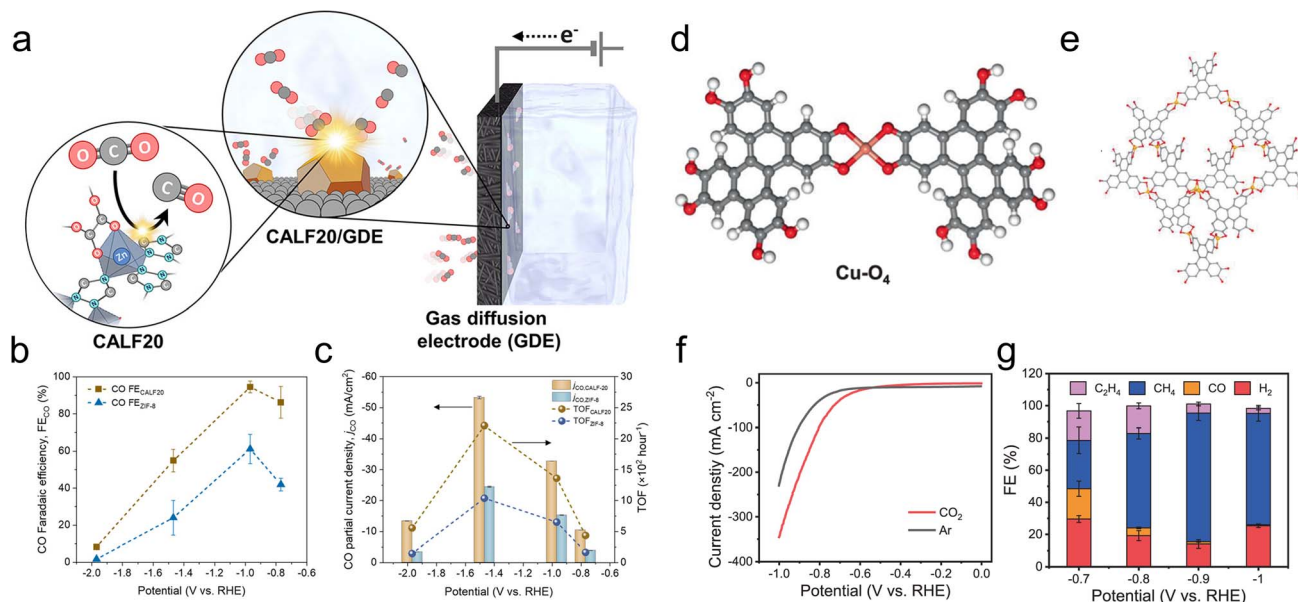 a
e-
O C O
C O
Zn
N
CALF20/GDE
CALF20
Gas diffusion
electrode (GDE)
d
Cu-O4
e
b
CO Faradaic efficiency, FECO (%)
100
80
60
40
20
0
CO FECALF20
CO FEZIF-8
-2.0 -1.8 -1.6 -1.4 -1.2 -1.0 -0.8 -0.6
Potential (V vs. RHE)
c
CO partial current density, jCO (mA/cm2)
-60
-50
-40
-30
-20
-10
0
jCO,CALF-20
jCO,ZIF-8
TOFCALF20
TOFZIF-8
30
25
20
15
10
5
0
TOF (×10² hour-1)
-2.0 -1.8 -1.6 -1.4 -1.2 -1.0 -0.8 -0.6
Potential (V vs. RHE)
f
Current denstiy (mA cm-2)
0
-100
-200
-300
-400
CO2
Ar
-1.0 -0.8 -0.6 -0.4 -0.2 0.0
Potential (V vs. RHE)
g
FE (%)
120
100
80
60
40
20
0
C2H4 CH4 CO H2
-0.7 -0.8 -0.9 -1
Potential (V vs. RHE)